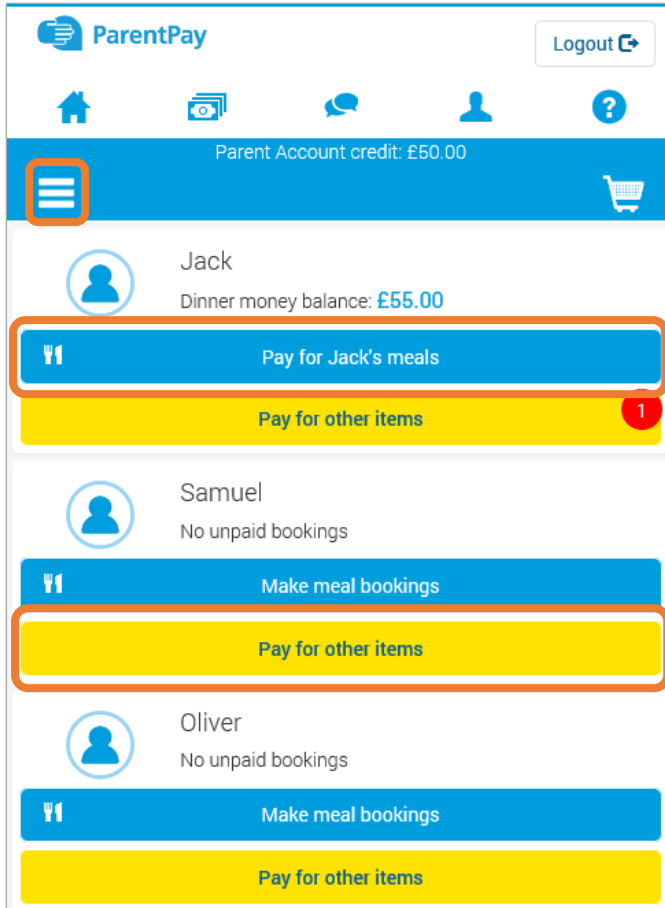 ParentPay
Logout
?
Parent Account credit: £50.00
Jack
Dinner money balance: £55.00
Pay for Jack's meals
1
Pay for other items
Samuel
No unpaid bookings
Make meal bookings
Pay for other items
Oliver
No unpaid bookings
Make meal bookings
Pay for other items